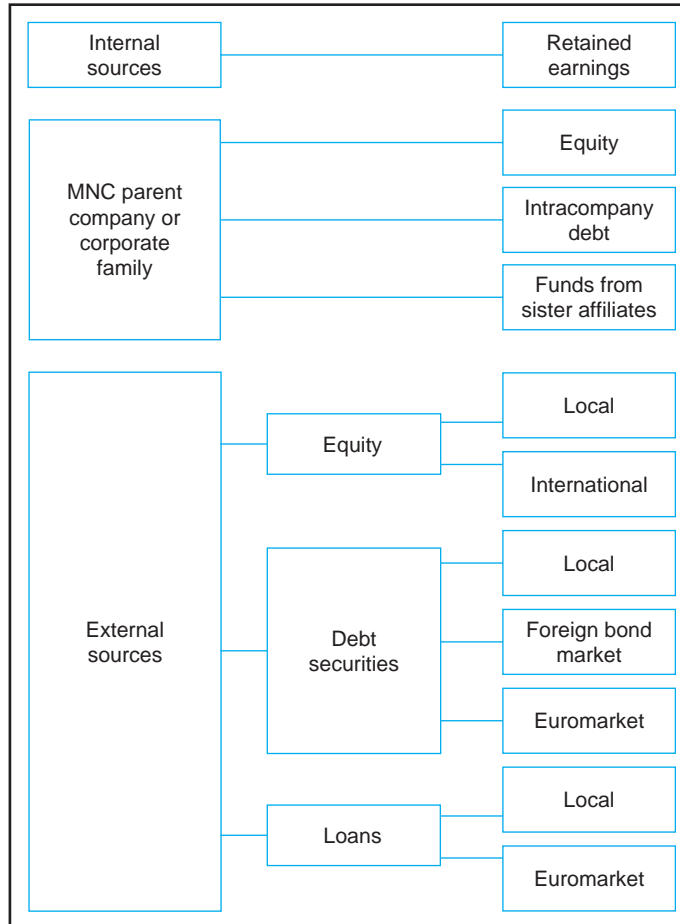 Internal
sources
Retained
earnings
MNC parent
company or
corporate
family
Equity
Intracompany
debt
Funds from
sister affiliates
External
sources
Equity
Local
International
Debt
securities
Local
Foreign bond
market
Euromarket
Loans
Local
Euromarket